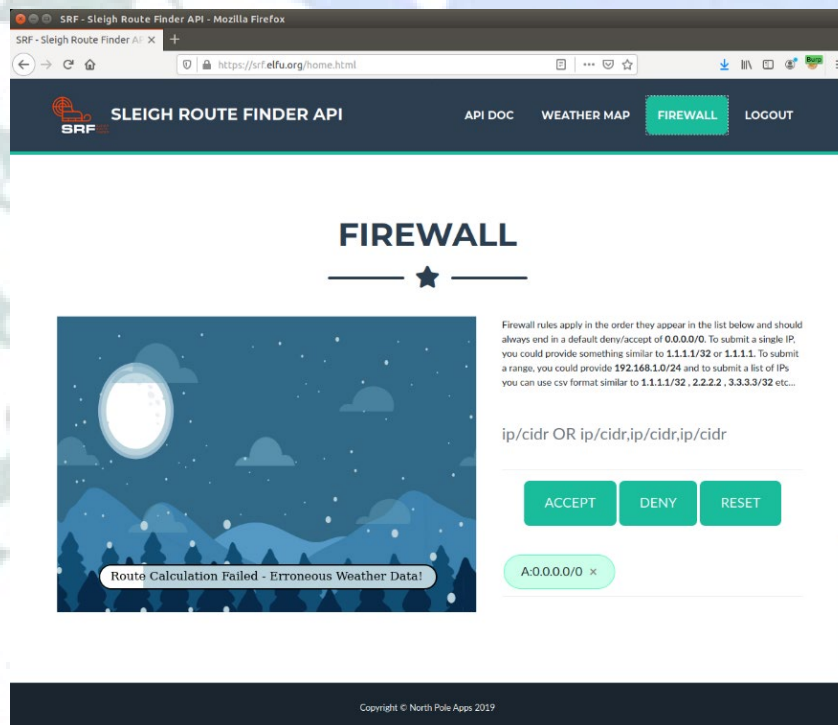 SRF - Sleigh Route Finder API - Mozilla Firefox
SRF - Sleigh Route Finder AP
https://srf.elfu.org/home.html
Burp
SRF
SLEIGH ROUTE FINDER API
API DOC
WEATHER MAP
FIREWALL
LOGOUT
FIREWALL
Firewall rules apply in the order they appear in the list below and should
always end in a default deny/accept of 0.0.0.0/0. To submit a single IP,
you could provide something similar to 1.1.1.1/32 or 1.1.1.1. To submit
a range, you could provide 192.168.1.0/24 and to submit a list of IPs
you can use csv format similar to 1.1.1.1/32 , 2.2.2.2 , 3.3.3.3/32 etc...
ip/cidr OR ip/cidr,ip/cidr,ip/cidr
ACCEPT
DENY
RESET
Route Calculation Failed - Erroneous Weather Data!
A:0.0.0.0/0 ×
Copyright © North Pole Apps 2019